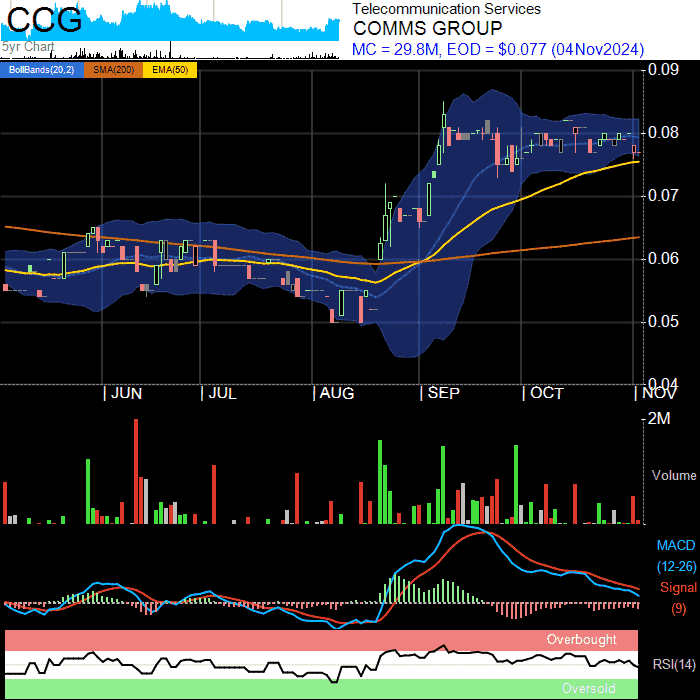 CCG
5yr Chart
Telecommunication Services
COMMS GROUP
MC = 29.8M, EOD = $0.077 (04Nov2024)
BollBands(20,2) SMA(200) EMA(50)
0.09
0.08
0.07
0.06
0.05
0.04
JUN JUL AUG SEP OCT NOV
2M
Volume
MACD
(12-26)
Signal
(9)
Overbought
RSI(14)
Oversold